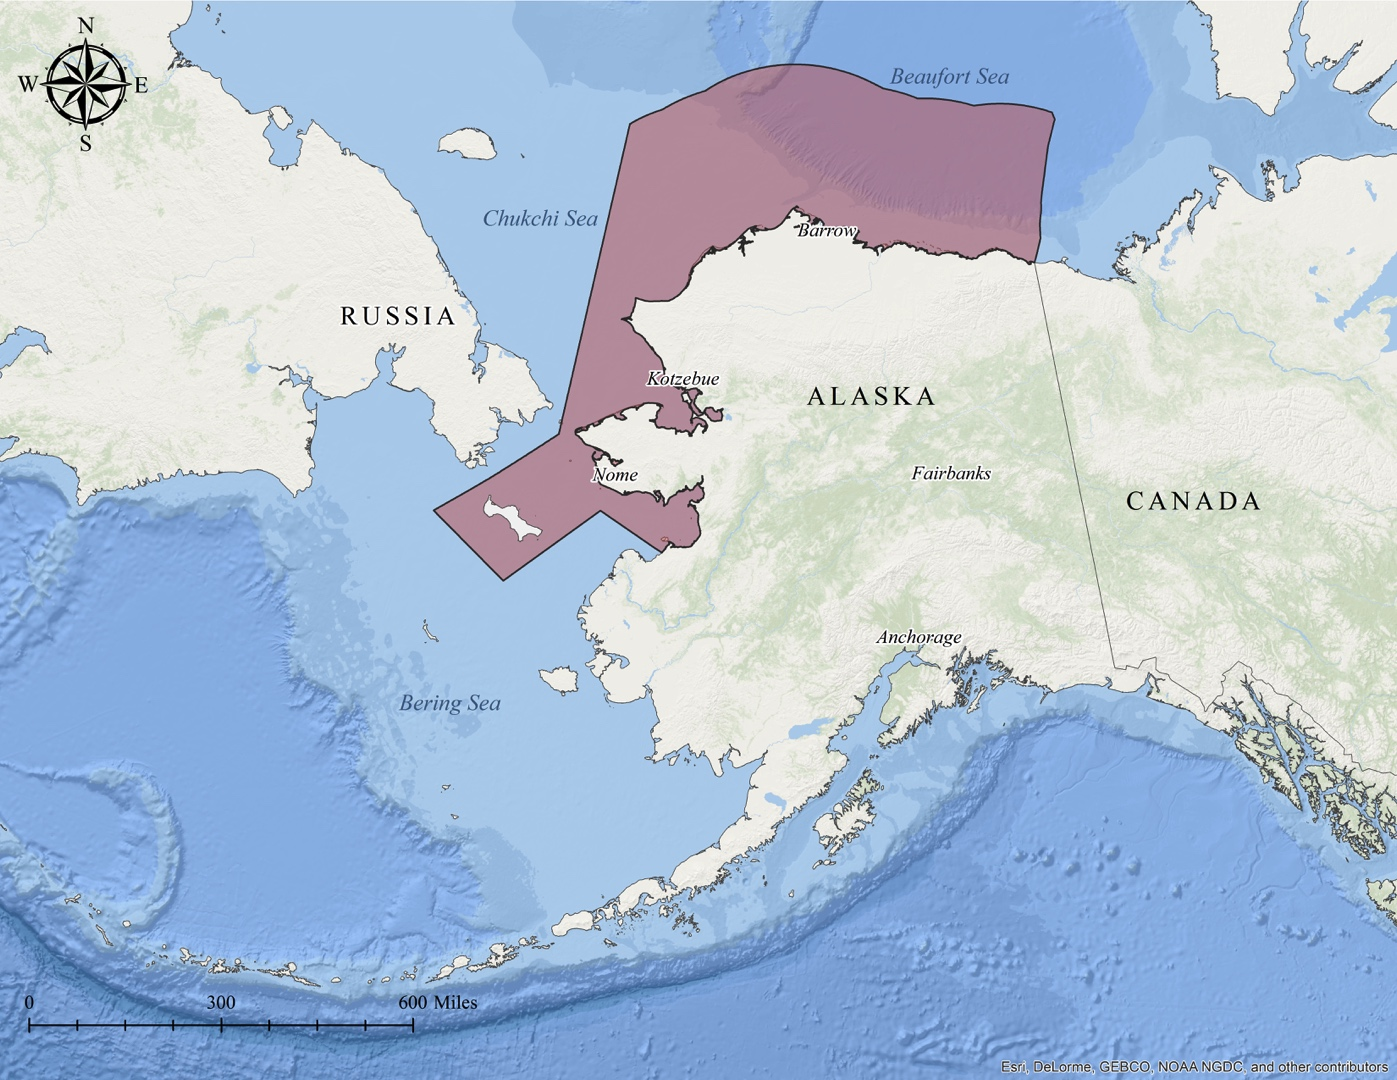 N
W
E
S
Beaufort Sea
Chukchi Sea
Barrow
RUSSIA
Kotzebue
ALASKA
Nome
Fairbanks
CANADA
Anchorage
Bering Sea
0 300 600 Miles
Esri, DeLorme, GEBCO, NOAA NGDC, and other contributors